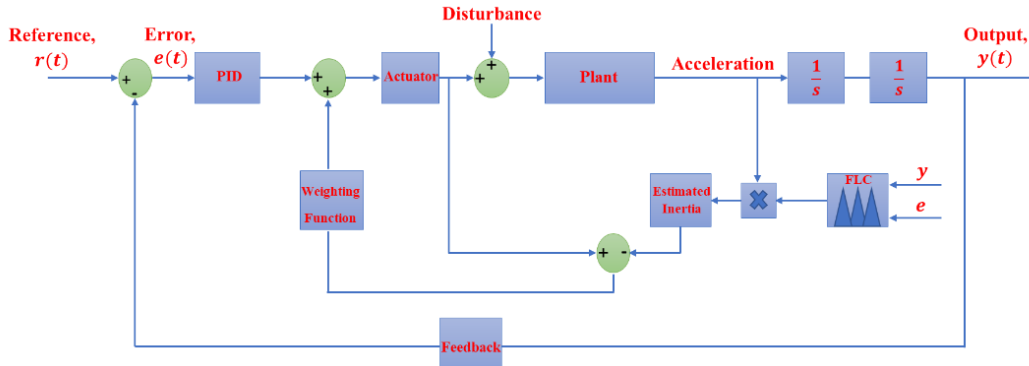 Disturbance
Reference,
r(t)
Error,
e(t)
Output,
y(t)
+
-
PID
+
+
Actuator
+
+
Plant
Acceleration
1
s
1
s
Weighting
Function
Estimated
Inertia
×
FLC
y
e
+
-
Feedback